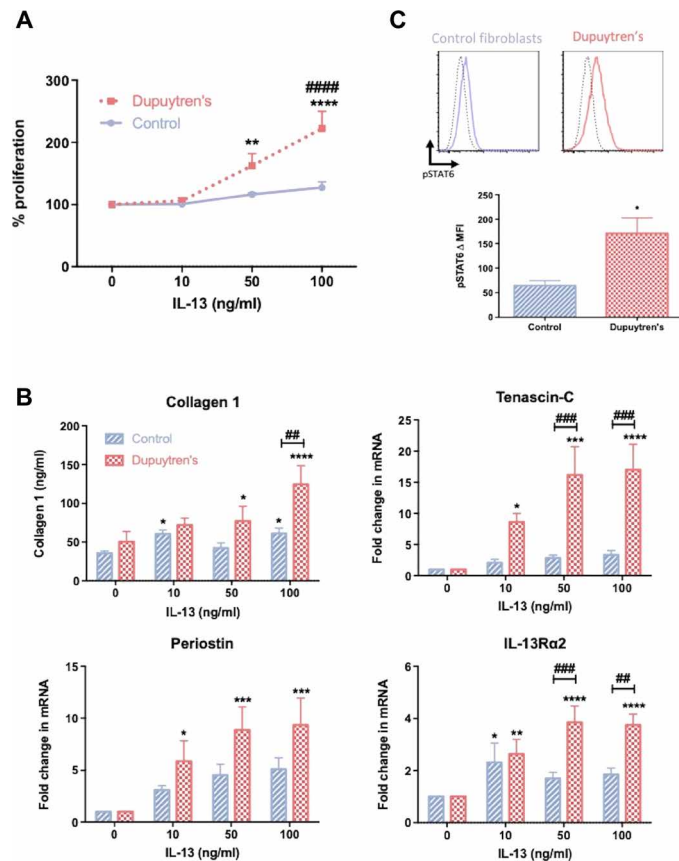 A
% proliferation
300
250
200
150
100
50
0
Dupuytren's
Control
**
####
****
0 10 50 100
IL-13 (ng/ml)
C
Control fibroblasts Dupuytren's
pSTAT6
pSTAT6 Δ MFI
200
150
100
50
0
*
Control Dupuytren's
B
Collagen 1
Collagen 1 (ng/ml)
200
150
100
50
0
Control
Dupuytren's
*
*
*
##
****
0 10 50 100
IL-13 (ng/ml)
Tenascin-C
Fold change in mRNA
25
20
15
10
5
0
*
###
***
###
****
0 10 50 100
IL-13 (ng/ml)
Periostin
Fold change in mRNA
15
10
5
0
*
***
***
0 10 50 100
IL-13 (ng/ml)
IL-13Rα2
Fold change in mRNA
6
4
2
0
*
**
###
****
##
****
0 10 50 100
IL-13 (ng/ml)